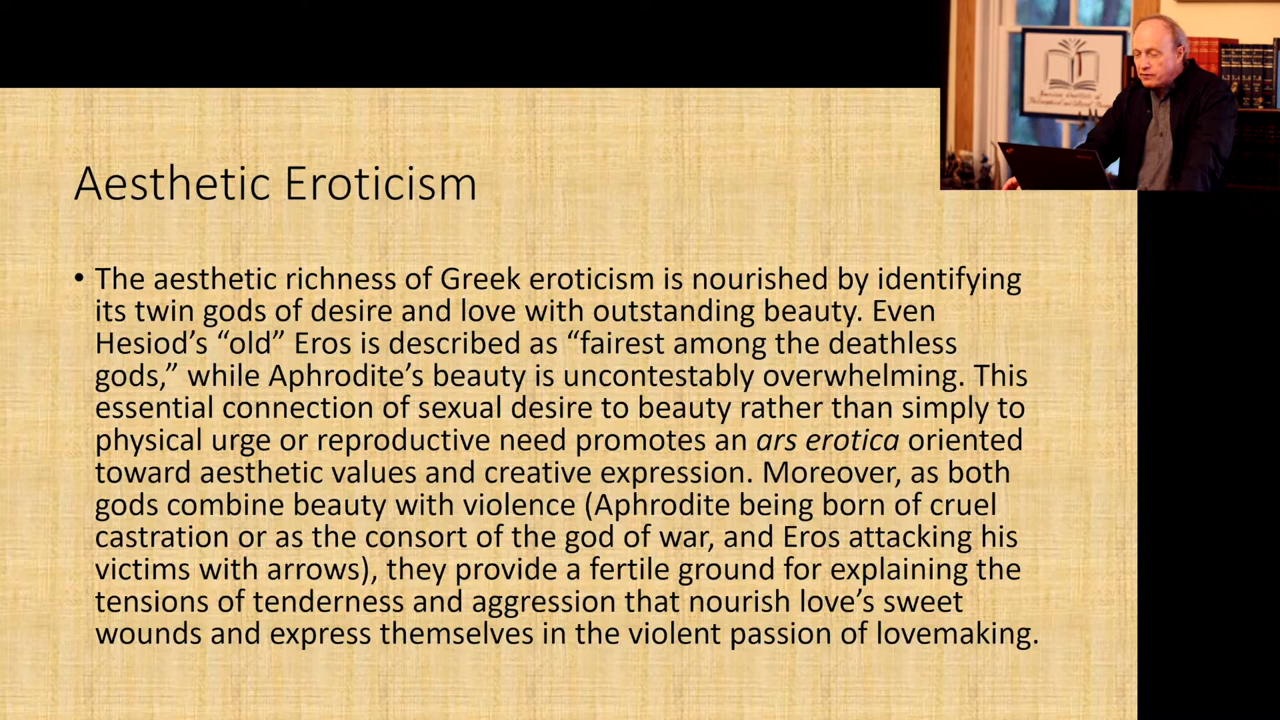 Aesthetic Eroticism
• The aesthetic richness of Greek eroticism is nourished by identifying
its twin gods of desire and love with outstanding beauty. Even
Hesiod’s “old” Eros is described as “fairest among the deathless
gods,” while Aphrodite’s beauty is uncontestably overwhelming. This
essential connection of sexual desire to beauty rather than simply to
physical urge or reproductive need promotes an ars erotica oriented
toward aesthetic values and creative expression. Moreover, as both
gods combine beauty with violence (Aphrodite being born of cruel
castration or as the consort of the god of war, and Eros attacking his
victims with arrows), they provide a fertile ground for explaining the
tensions of tenderness and aggression that nourish love’s sweet
wounds and express themselves in the violent passion of lovemaking.